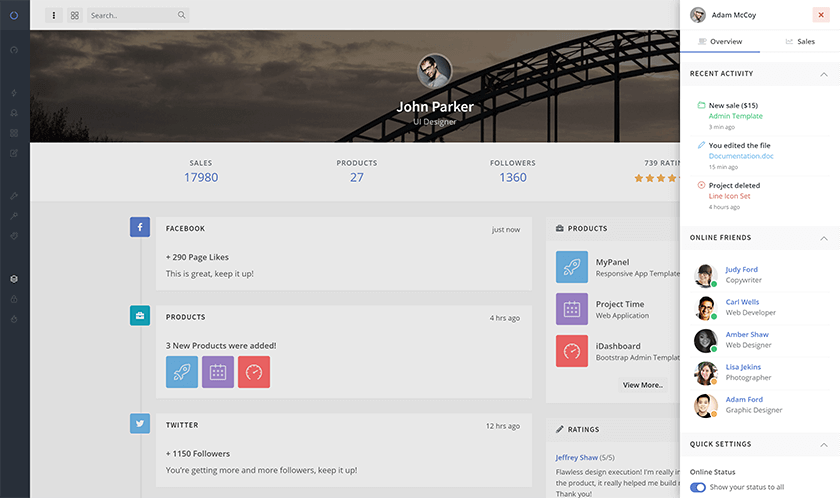 Search..
John Parker
UI Designer
SALES
17980
PRODUCTS
27
FOLLOWERS
1360
739 RATIN
FACEBOOK
just now
+ 290 Page Likes
This is great, keep it up!
PRODUCTS
4 hrs ago
3 New Products were added!
TWITTER
12 hrs ago
+ 1150 Followers
You're getting more and more followers, keep it up!
PRODUCTS
MyPanel
Responsive App Template
Project Time
Web Application
iDashboard
Bootstrap Admin Templat
View More..
RATINGS
Jeffrey Shaw (5/5)
Flawless design execution! I'm really in
the product, it really helped me build m
Thank you!
Adam McCoy
Overview
Sales
RECENT ACTIVITY
New sale ($15)
Admin Template
3 min ago
You edited the file
Documentation.doc
15 min ago
Project deleted
Line Icon Set
4 hours ago
ONLINE FRIENDS
Judy Ford
Copywriter
Carl Wells
Web Developer
Amber Shaw
Web Designer
Lisa Jekins
Photographer
Adam Ford
Graphic Designer
QUICK SETTINGS
Online Status
Show your status to all